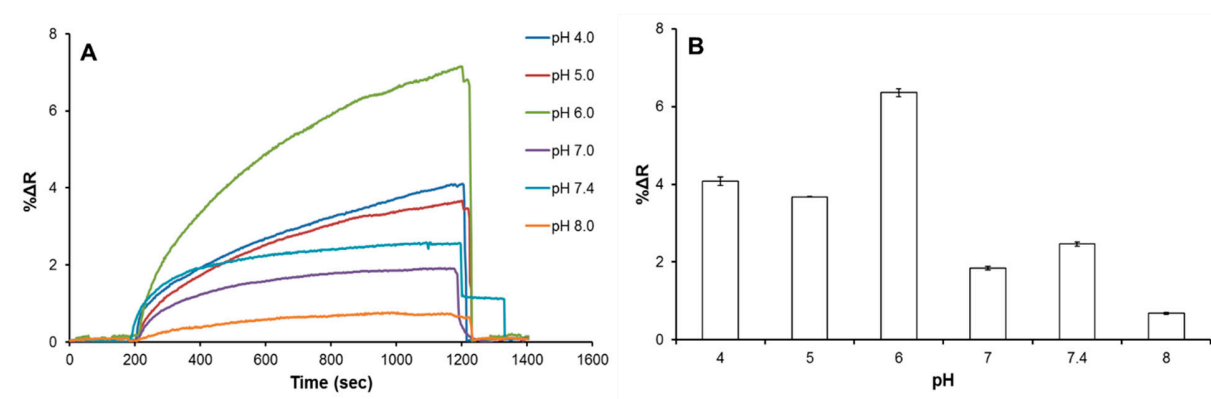 A
%ΔR
8
6
4
2
0
0 200 400 600 800 1000 1200 1400 1600
Time (sec)
pH 4.0
pH 5.0
pH 6.0
pH 7.0
pH 7.4
pH 8.0
B
%ΔR
8
6
4
2
0
4 5 6 7 7.4 8
pH